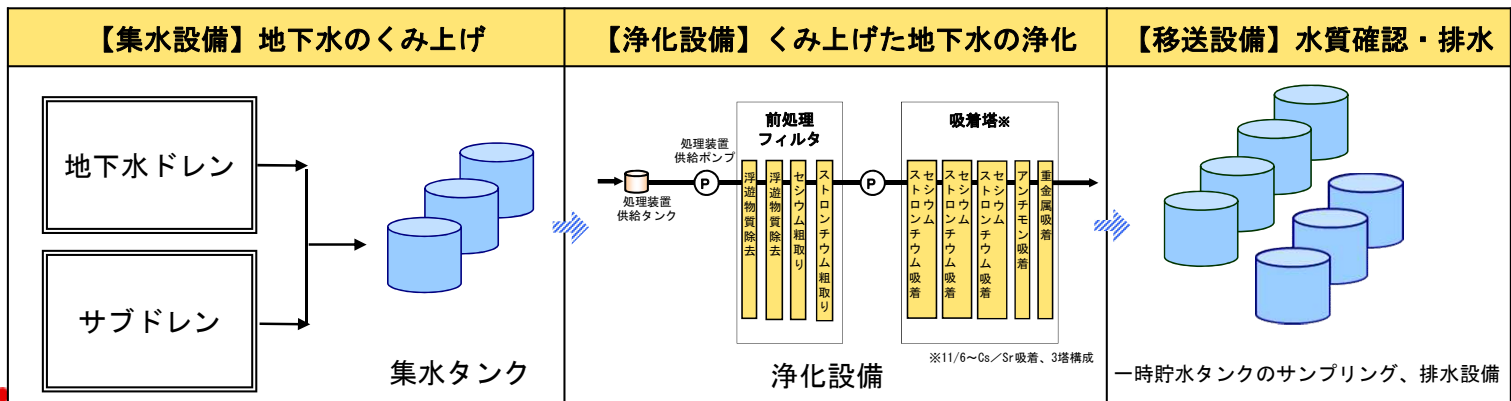 【集水設備】地下水のくみ上げ
【浄化設備】くみ上げた地下水の浄化
【移送設備】水質確認・排水
地下水ドレン
サブドレン
集水タンク
処理装置
供給タンク
処理装置
供給ポンプ
P
前処理
フィルタ
浮遊物質除去
浮遊物質除去
セシウム粗取り
ストロンチウム粗取り
P
吸着塔※
セシウム
ストロンチウム吸着
セシウム
ストロンチウム吸着
セシウム
ストロンチウム吸着
アンチモン吸着
重金属吸着
※11/6～Cs／Sr吸着、3塔構成
浄化設備
一時貯水タンクのサンプリング、排水設備